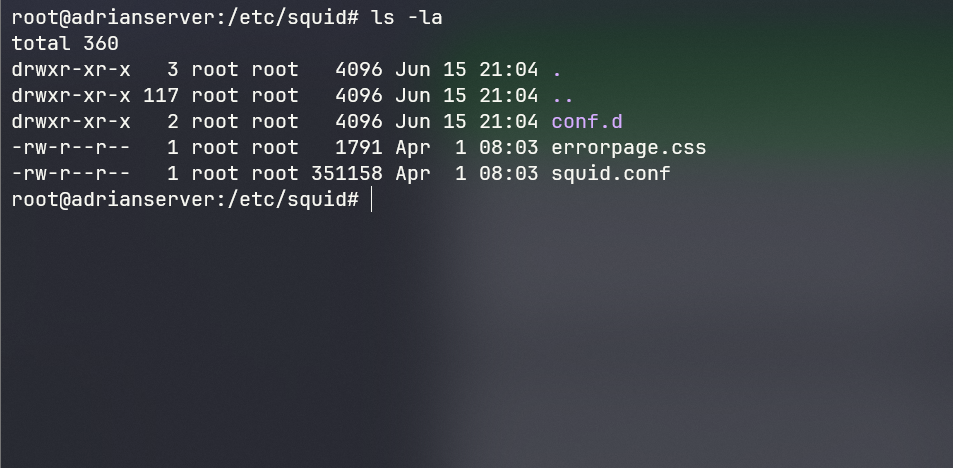 root@adrianserver:/etc/squid# ls -la
total 360
drwxr-xr-x   3 root root   4096 Jun 15 21:04 .
drwxr-xr-x 117 root root   4096 Jun 15 21:04 ..
drwxr-xr-x   2 root root   4096 Jun 15 21:04 conf.d
-rw-r--r--   1 root root   1791 Apr  1 08:03 errorpage.css
-rw-r--r--   1 root root 351158 Apr  1 08:03 squid.conf
root@adrianserver:/etc/squid#